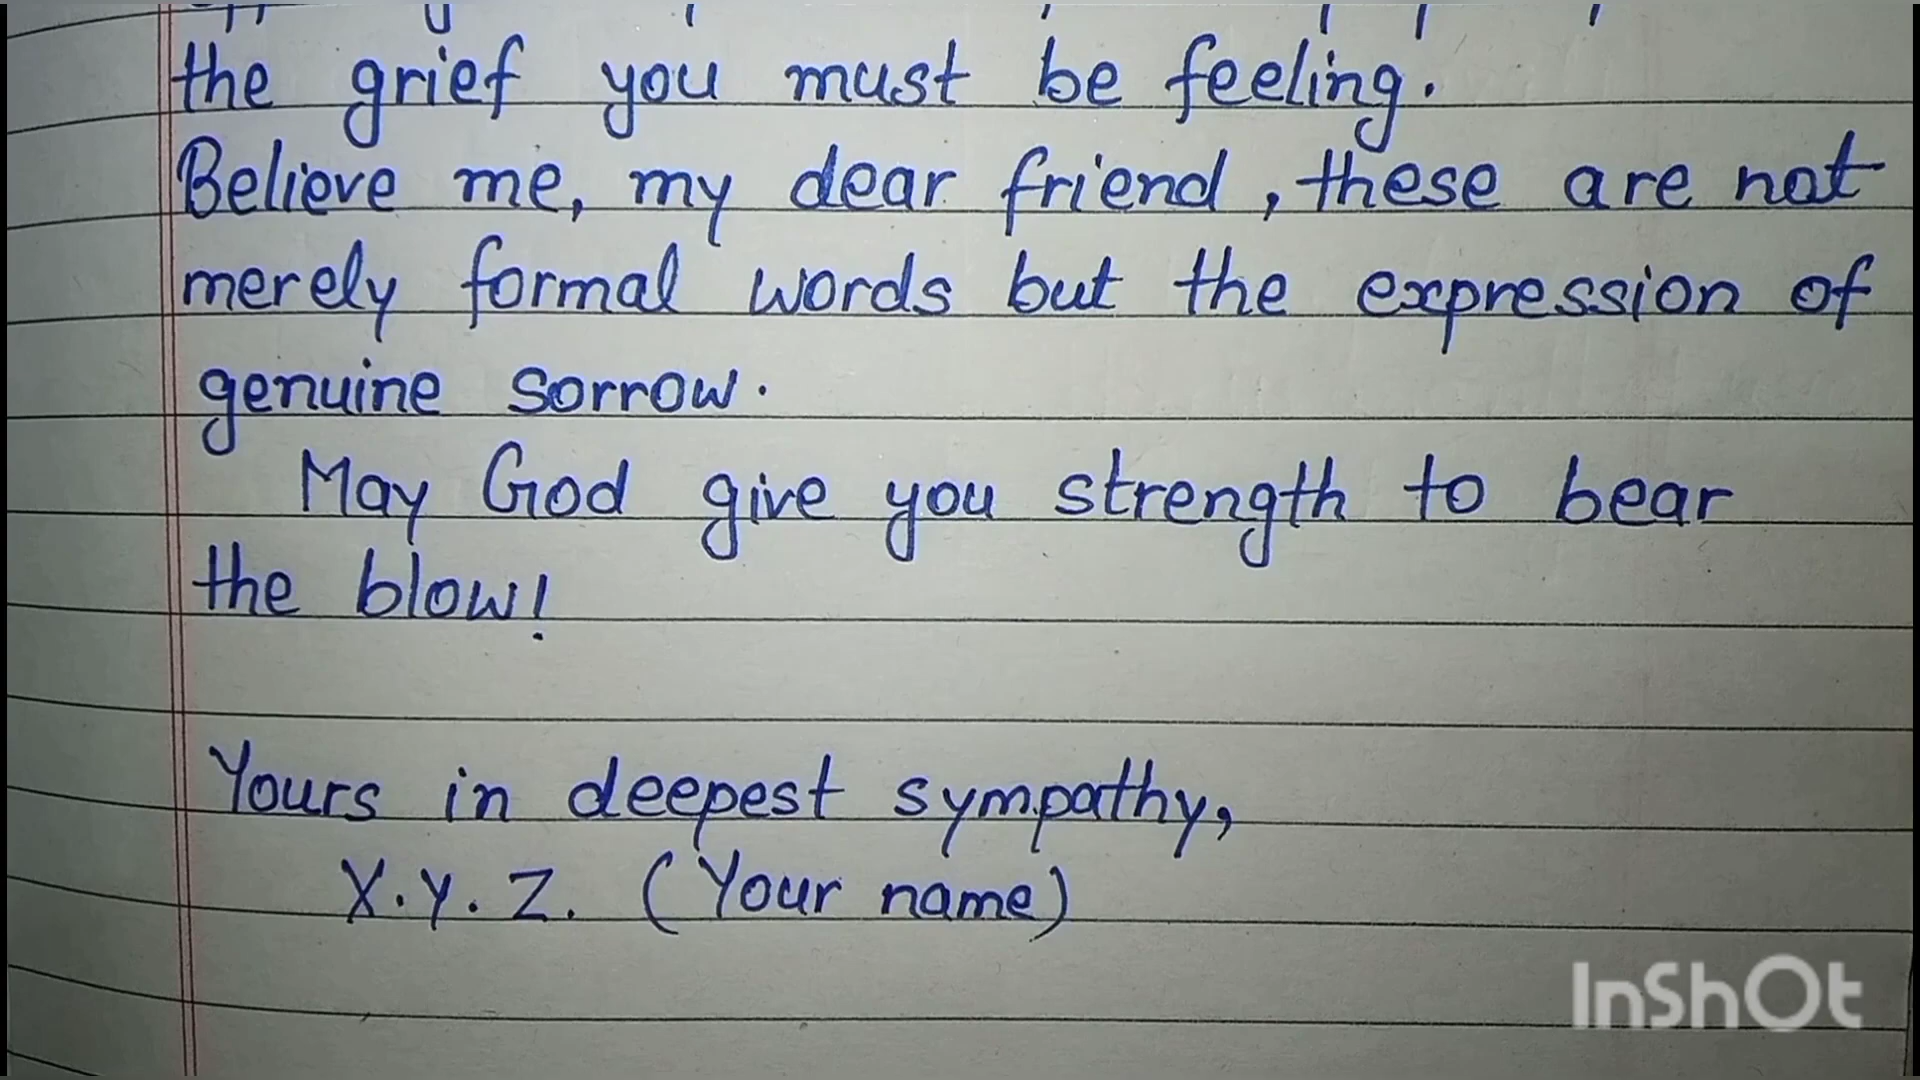 the grief you must be feeling.
Believe me, my dear friend, these are not
merely formal words but the expression of
genuine sorrow.
May God give you strength to bear
the blow!
Yours in deepest sympathy,
X.Y.Z. (Your name)
InShOt